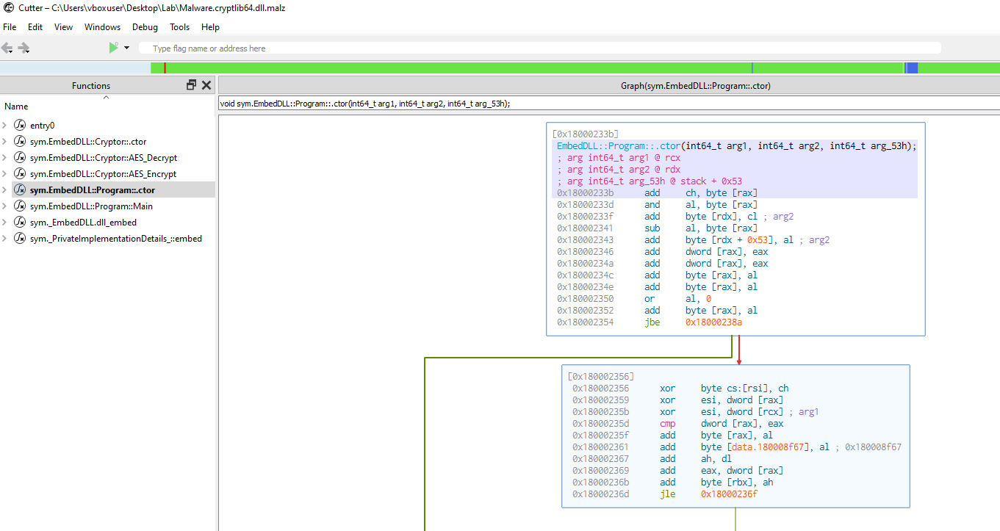 Cutter – C:\Users\vboxuser\Desktop\Lab\Malware.cryptlib64.dll.malz
File Edit View Windows Debug Tools Help
Type flag name or address here
Functions
Name
entry0
sym.EmbedDLL::Cryptor::.ctor
sym.EmbedDLL::Cryptor::AES_Decrypt
sym.EmbedDLL::Cryptor::AES_Encrypt
sym.EmbedDLL::Program::.ctor
sym.EmbedDLL::Program::Main
sym._EmbedDLL.dll_embed
sym._PrivateImplementationDetails_::embed
Graph(sym.EmbedDLL::Program::.ctor)
void sym.EmbedDLL::Program::.ctor(int64_t arg1, int64_t arg2, int64_t arg_53h);
[0x18000233b]
EmbedDLL::Program::.ctor(int64_t arg1, int64_t arg2, int64_t arg_53h);
; arg int64_t arg1 @ rcx
; arg int64_t arg2 @ rdx
; arg int64_t arg_53h @ stack + 0x53
0x18000233b add ch, byte [rax]
0x18000233d and al, byte [rax]
0x18000233f add byte [rdx], cl ; arg2
0x180002341 sub al, byte [rax]
0x180002343 add byte [rdx + 0x53], al ; arg2
0x180002346 add dword [rax], eax
0x18000234a add dword [rax], eax
0x18000234c add byte [rax], al
0x18000234e add byte [rax], al
0x180002350 or al, 0
0x180002352 add byte [rax], al
0x180002354 jbe 0x18000238a
[0x180002356]
0x180002356 xor byte cs:[rsi], ch
0x180002359 xor esi, dword [rax]
0x18000235b xor esi, dword [rcx] ; arg1
0x18000235d cmp dword [rax], eax
0x18000235f add byte [rax], al
0x180002361 add byte [data.180008f67], al ; 0x180008f67
0x180002367 add ah, dl
0x180002369 add eax, dword [rax]
0x18000236b add byte [rbx], ah
0x18000236d jle 0x18000236f